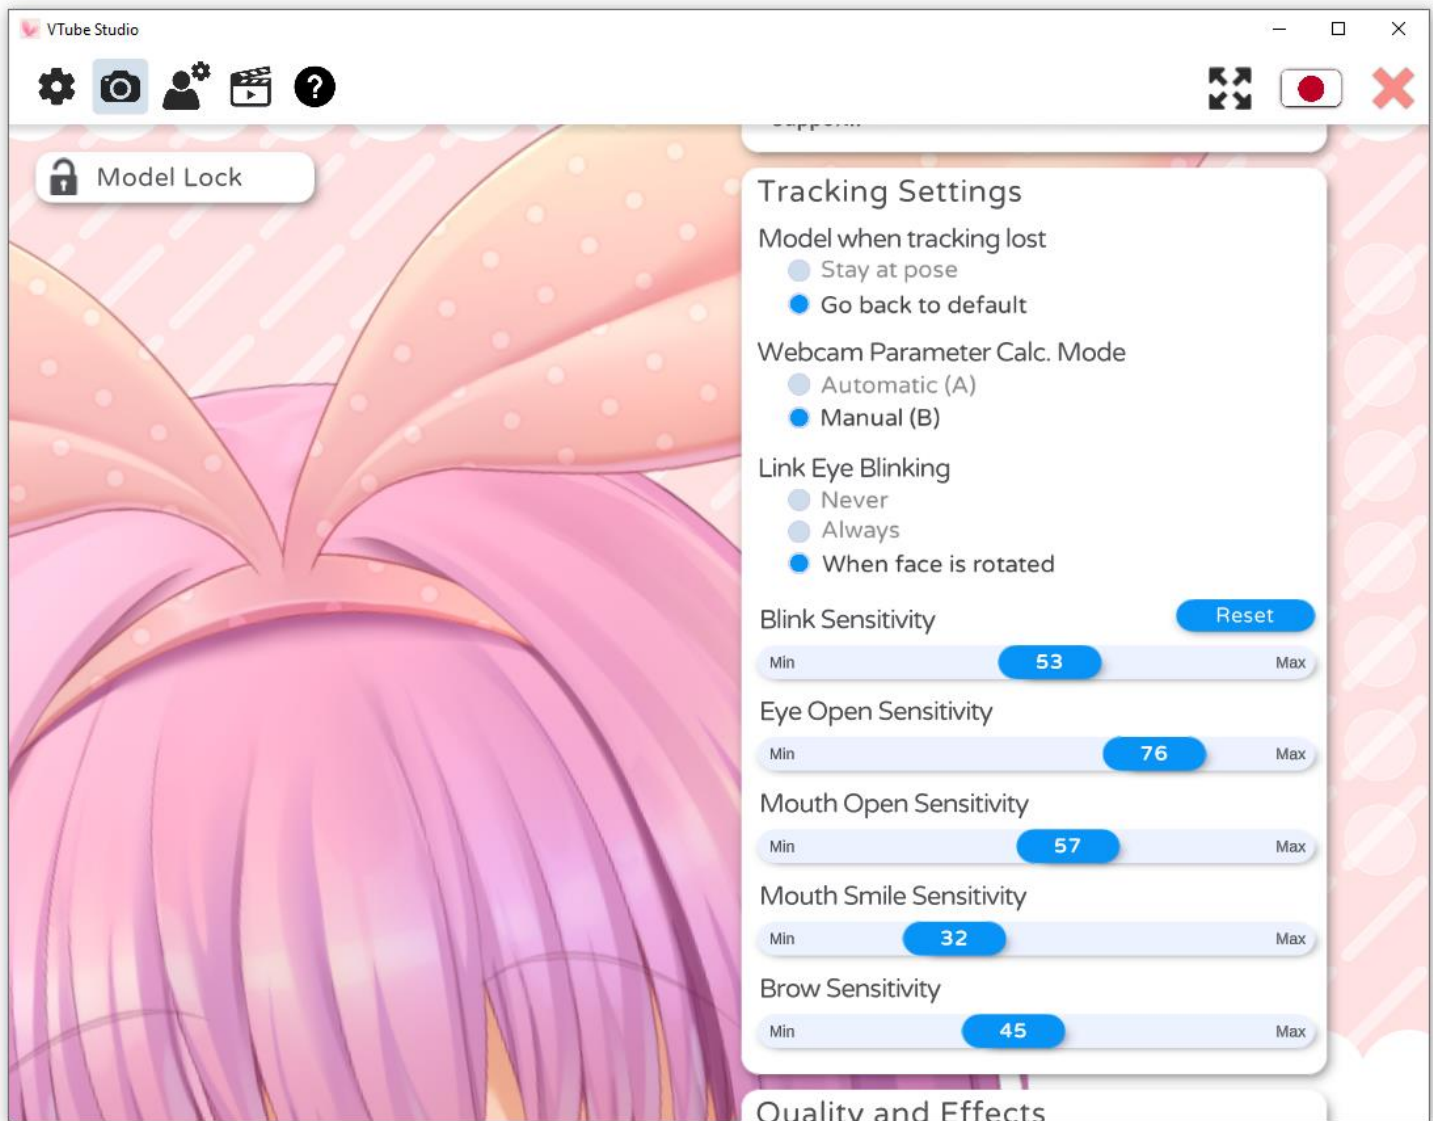 VTube Studio
?
Model Lock
Tracking Settings
Model when tracking lost
Stay at pose
Go back to default
Webcam Parameter Calc. Mode
Automatic (A)
Manual (B)
Link Eye Blinking
Never
Always
When face is rotated
Blink Sensitivity
Reset
Min 53 Max
Eye Open Sensitivity
Min 76 Max
Mouth Open Sensitivity
Min 57 Max
Mouth Smile Sensitivity
Min 32 Max
Brow Sensitivity
Min 45 Max
Quality and Effects